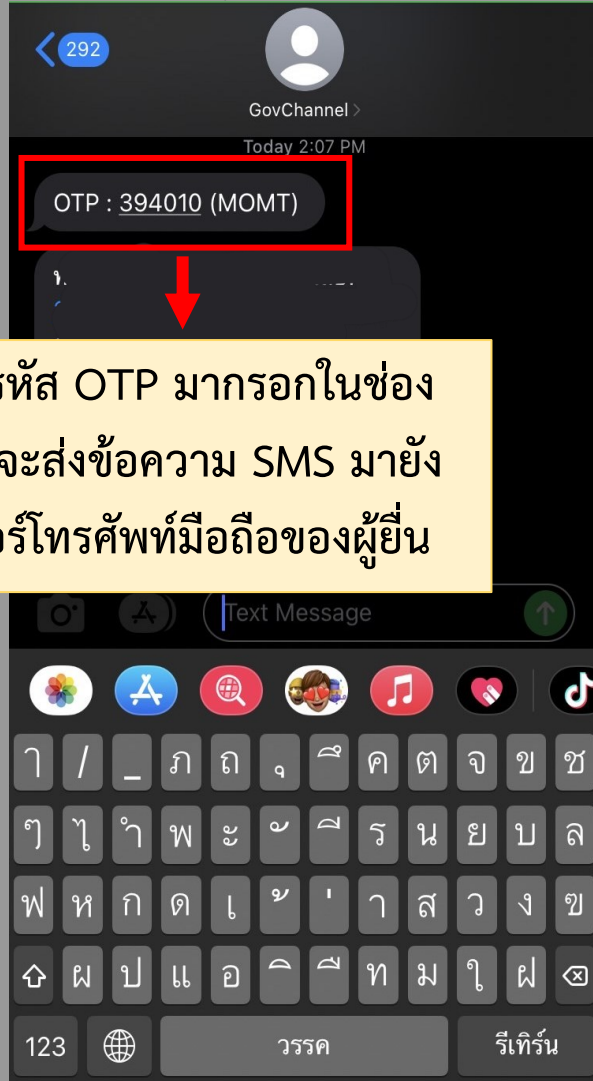 292
GovChannel
Today 2:07 PM
OTP : 394010 (MOMT)
รหัส OTP มากรอกในช่อง
จะส่งข้อความ SMS มายัง
โทรศัพท์มือถือของผู้ยื่น
Text Message
า / _ ภ ถ ุ ึ ค ต จ ข ช
ๆ ไ ำ พ ะ ั ี ร น ย บ ล
ฟ ห ก ด เ ้ ่ า ส ว ง ฃ
ผ ป แ อ ิ ื ท ม ใ ฝ
123 วรรค รีเทิร์น